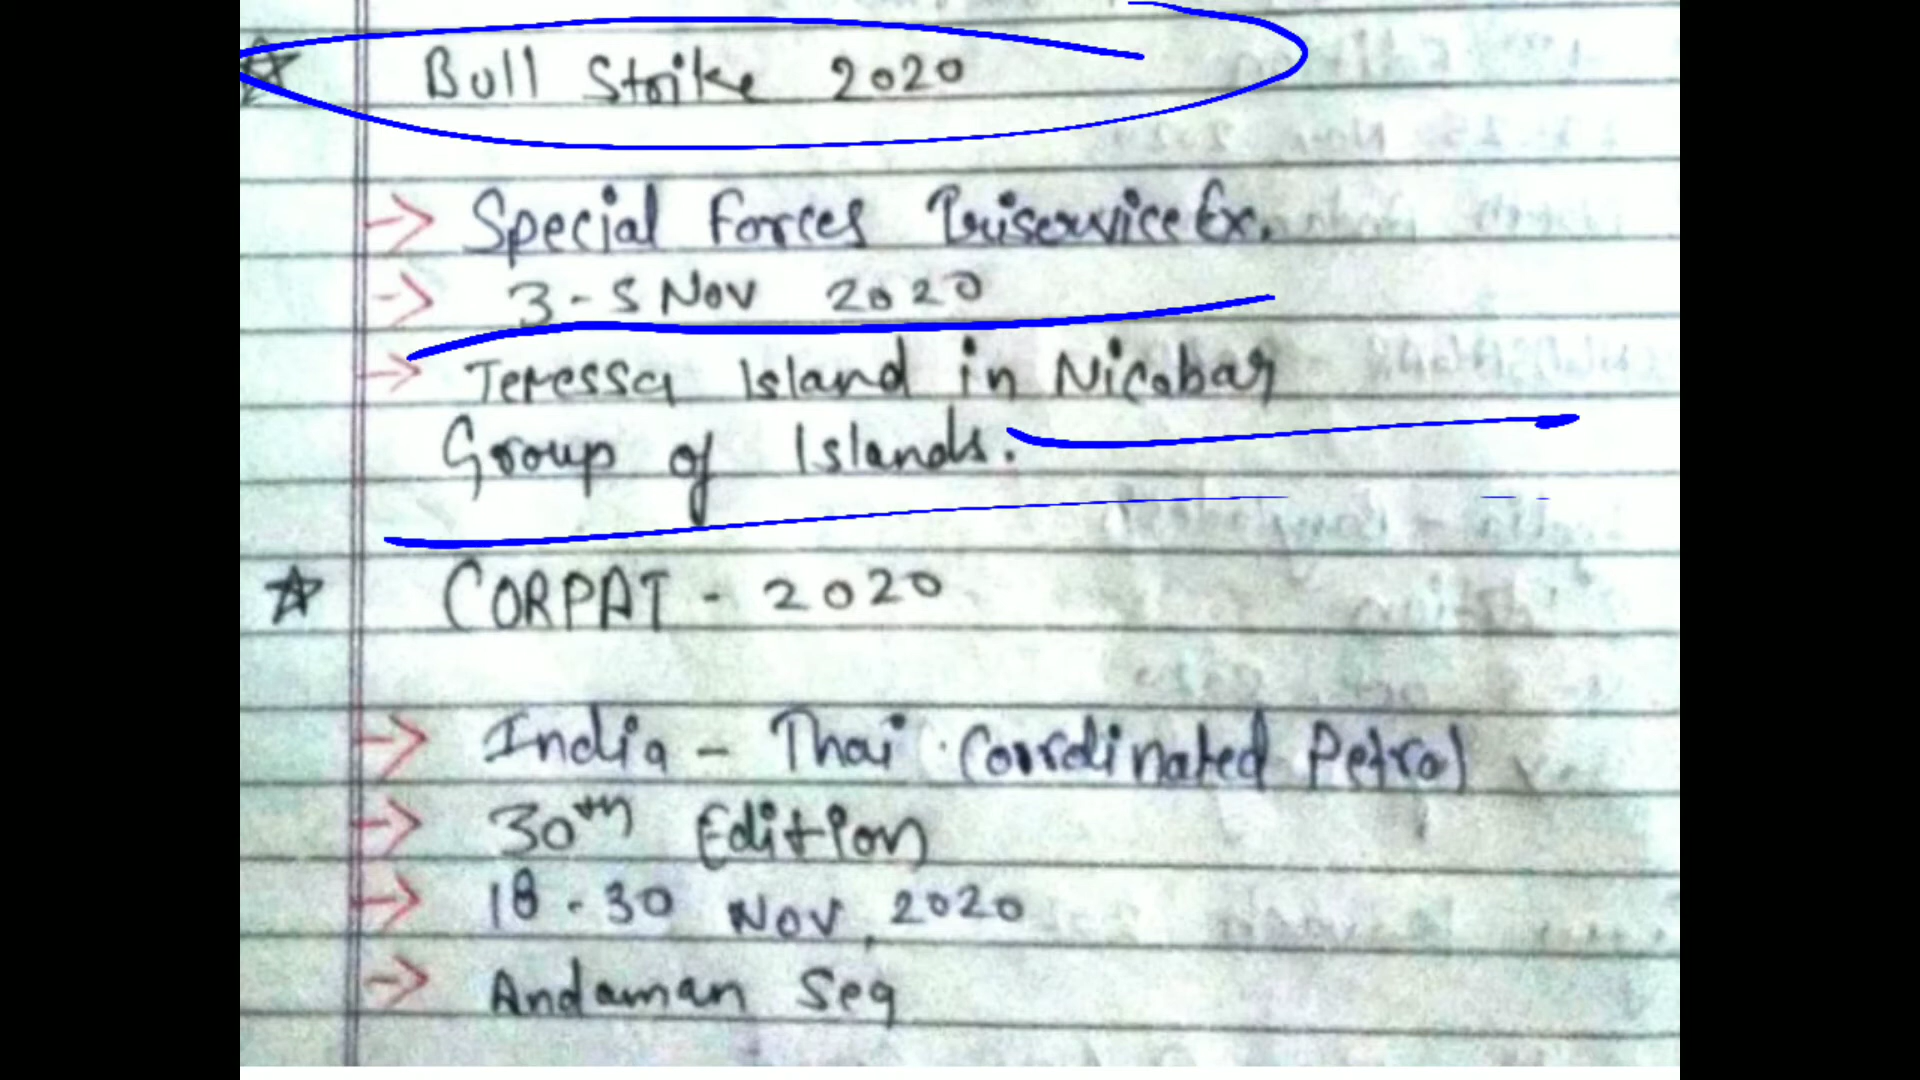 ☆ Bull Strike 2020
→ Special Forces Triservice Ex.
→ 3-5 Nov 2020
→ Teressa Island in Nicobar
Group of Islands.
☆ CORPAT - 2020
→ India - Thai Coordinated Petrol
→ 30th Edition
→ 18-30 Nov, 2020
→ Andaman Sea